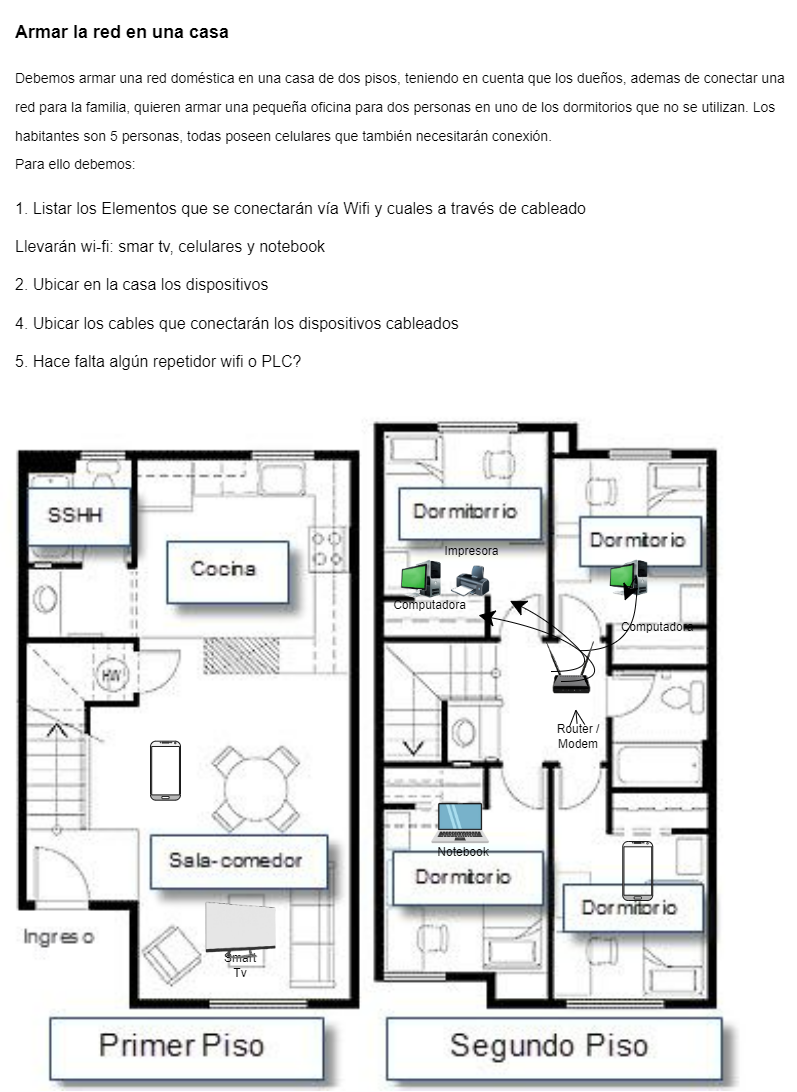 Armar la red en una casa
Debemos armar una red doméstica en una casa de dos pisos, teniendo en cuenta que los dueños, ademas de conectar una
red para la familia, quieren armar una pequeña oficina para dos personas en uno de los dormitorios que no se utilizan. Los
habitantes son 5 personas, todas poseen celulares que también necesitarán conexión.
Para ello debemos:
1. Listar los Elementos que se conectarán vía Wifi y cuales a través de cableado
Llevarán wi-fi: smar tv, celulares y notebook
2. Ubicar en la casa los dispositivos
4. Ubicar los cables que conectarán los dispositivos cableados
5. Hace falta algún repetidor wifi o PLC?
SSHH
Cocina
HW
Sala-comedor
Ingreso
Smart
Tv
Primer Piso
Dormitorrio
Impresora
Computadora
Dormitorio
Computadora
Router /
Modem
Notebook
Dormitorio
Dormitorio
Segundo Piso